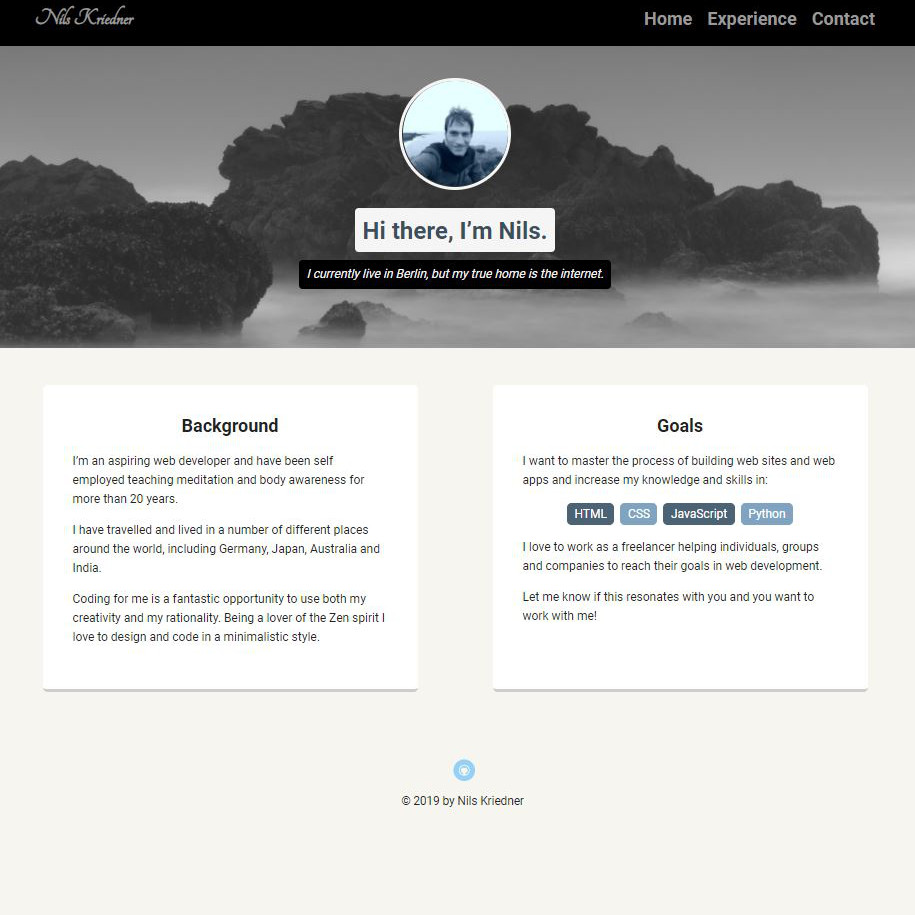 Nils Kriedner
Home Experience Contact
Hi there, I’m Nils.
I currently live in Berlin, but my true home is the internet.
Background
I’m an aspiring web developer and have been self
employed teaching meditation and body awareness for
more than 20 years.
I have travelled and lived in a number of different places
around the world, including Germany, Japan, Australia and
India.
Coding for me is a fantastic opportunity to use both my
creativity and my rationality. Being a lover of the Zen spirit I
love to design and code in a minimalistic style.
Goals
I want to master the process of building web sites and web
apps and increase my knowledge and skills in:
HTML CSS JavaScript Python
I love to work as a freelancer helping individuals, groups
and companies to reach their goals in web development.
Let me know if this resonates with you and you want to
work with me!
© 2019 by Nils Kriedner